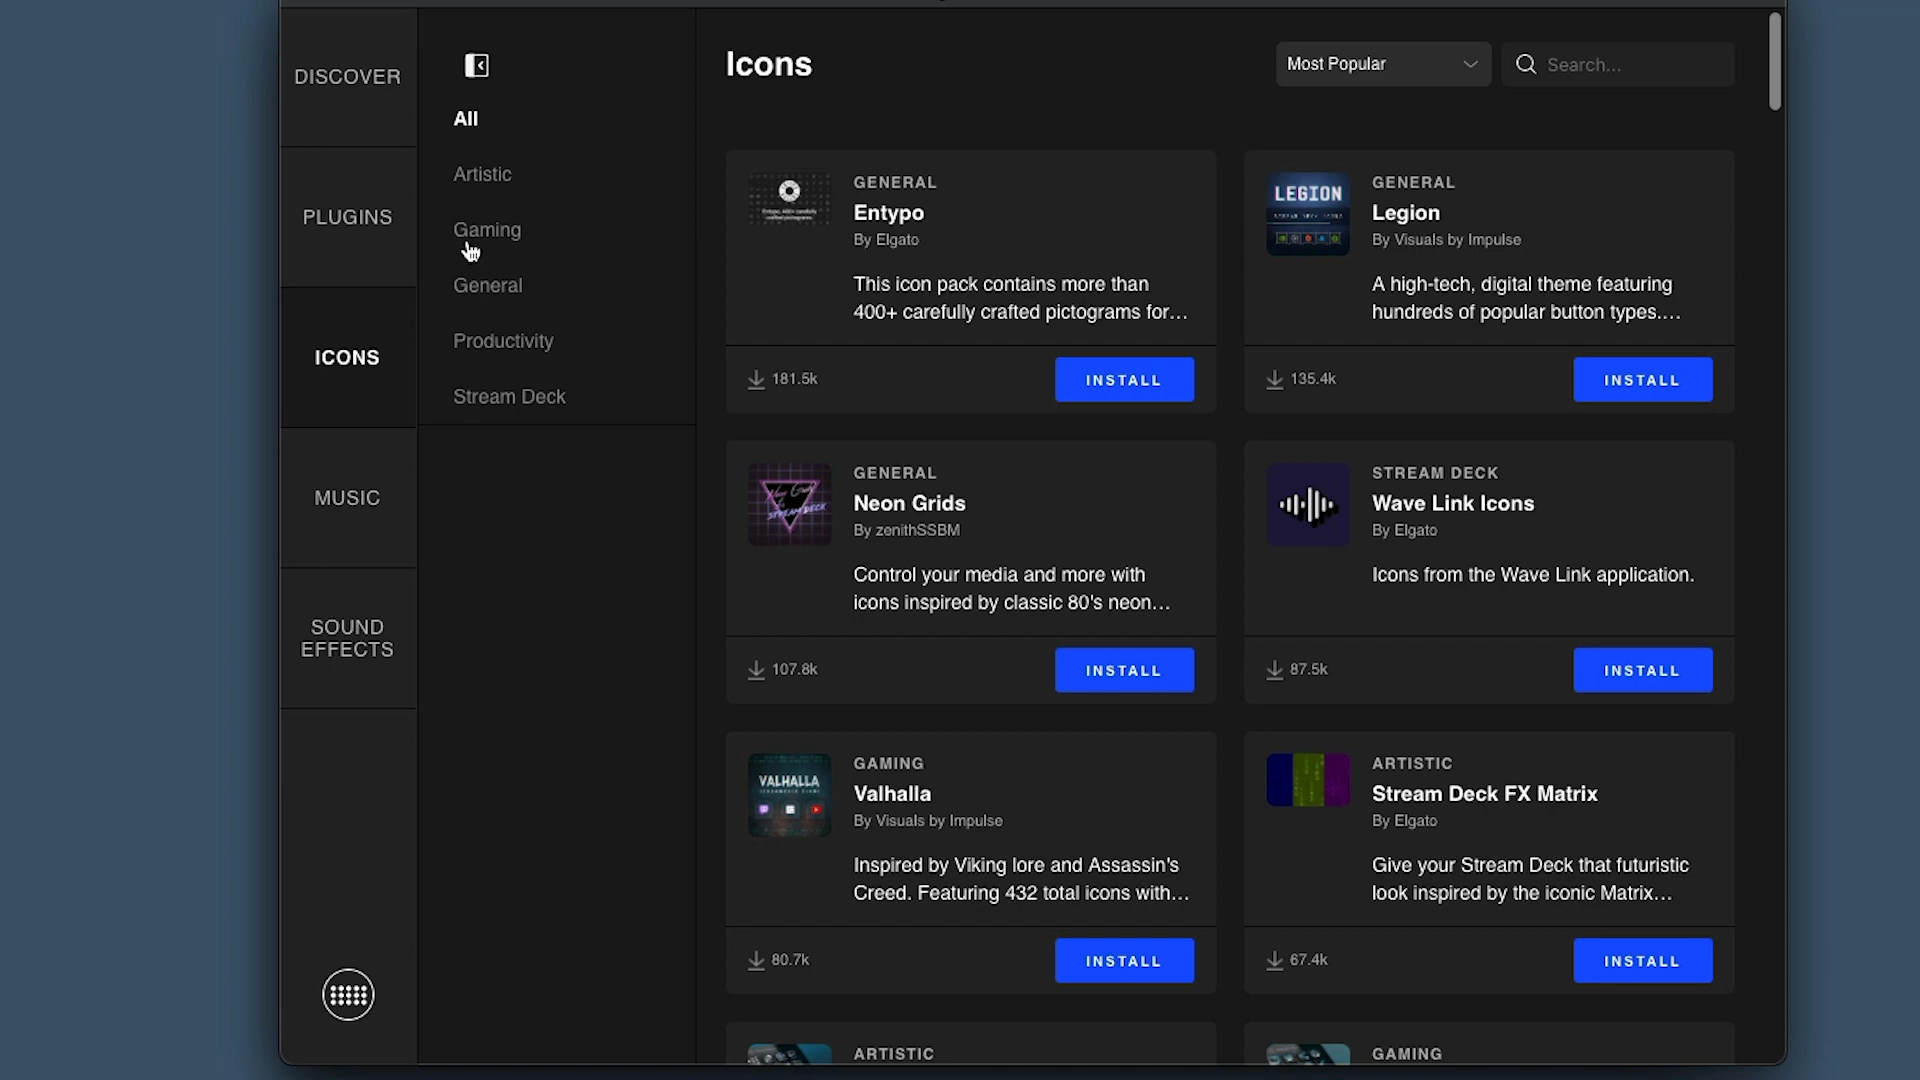 DISCOVER
PLUGINS
ICONS
MUSIC
SOUND
EFFECTS
All
Artistic
Gaming
General
Productivity
Stream Deck
Icons
Most Popular
Search...
GENERAL
Entypo
By Elgato
This icon pack contains more than
400+ carefully crafted pictograms for...
181.5k
INSTALL
LEGION
GENERAL
Legion
By Visuals by Impulse
A high-tech, digital theme featuring
hundreds of popular button types....
135.4k
INSTALL
Neon Grids
STREAM DECK
GENERAL
Neon Grids
By zenithSSBM
Control your media and more with
icons inspired by classic 80's neon...
107.8k
INSTALL
STREAM DECK
Wave Link Icons
By Elgato
Icons from the Wave Link application.
87.5k
INSTALL
VALHALLA
GAMING
Valhalla
By Visuals by Impulse
Inspired by Viking lore and Assassin's
Creed. Featuring 432 total icons with...
80.7k
INSTALL
ARTISTIC
Stream Deck FX Matrix
By Elgato
Give your Stream Deck that futuristic
look inspired by the iconic Matrix...
67.4k
INSTALL
ARTISTIC
GAMING